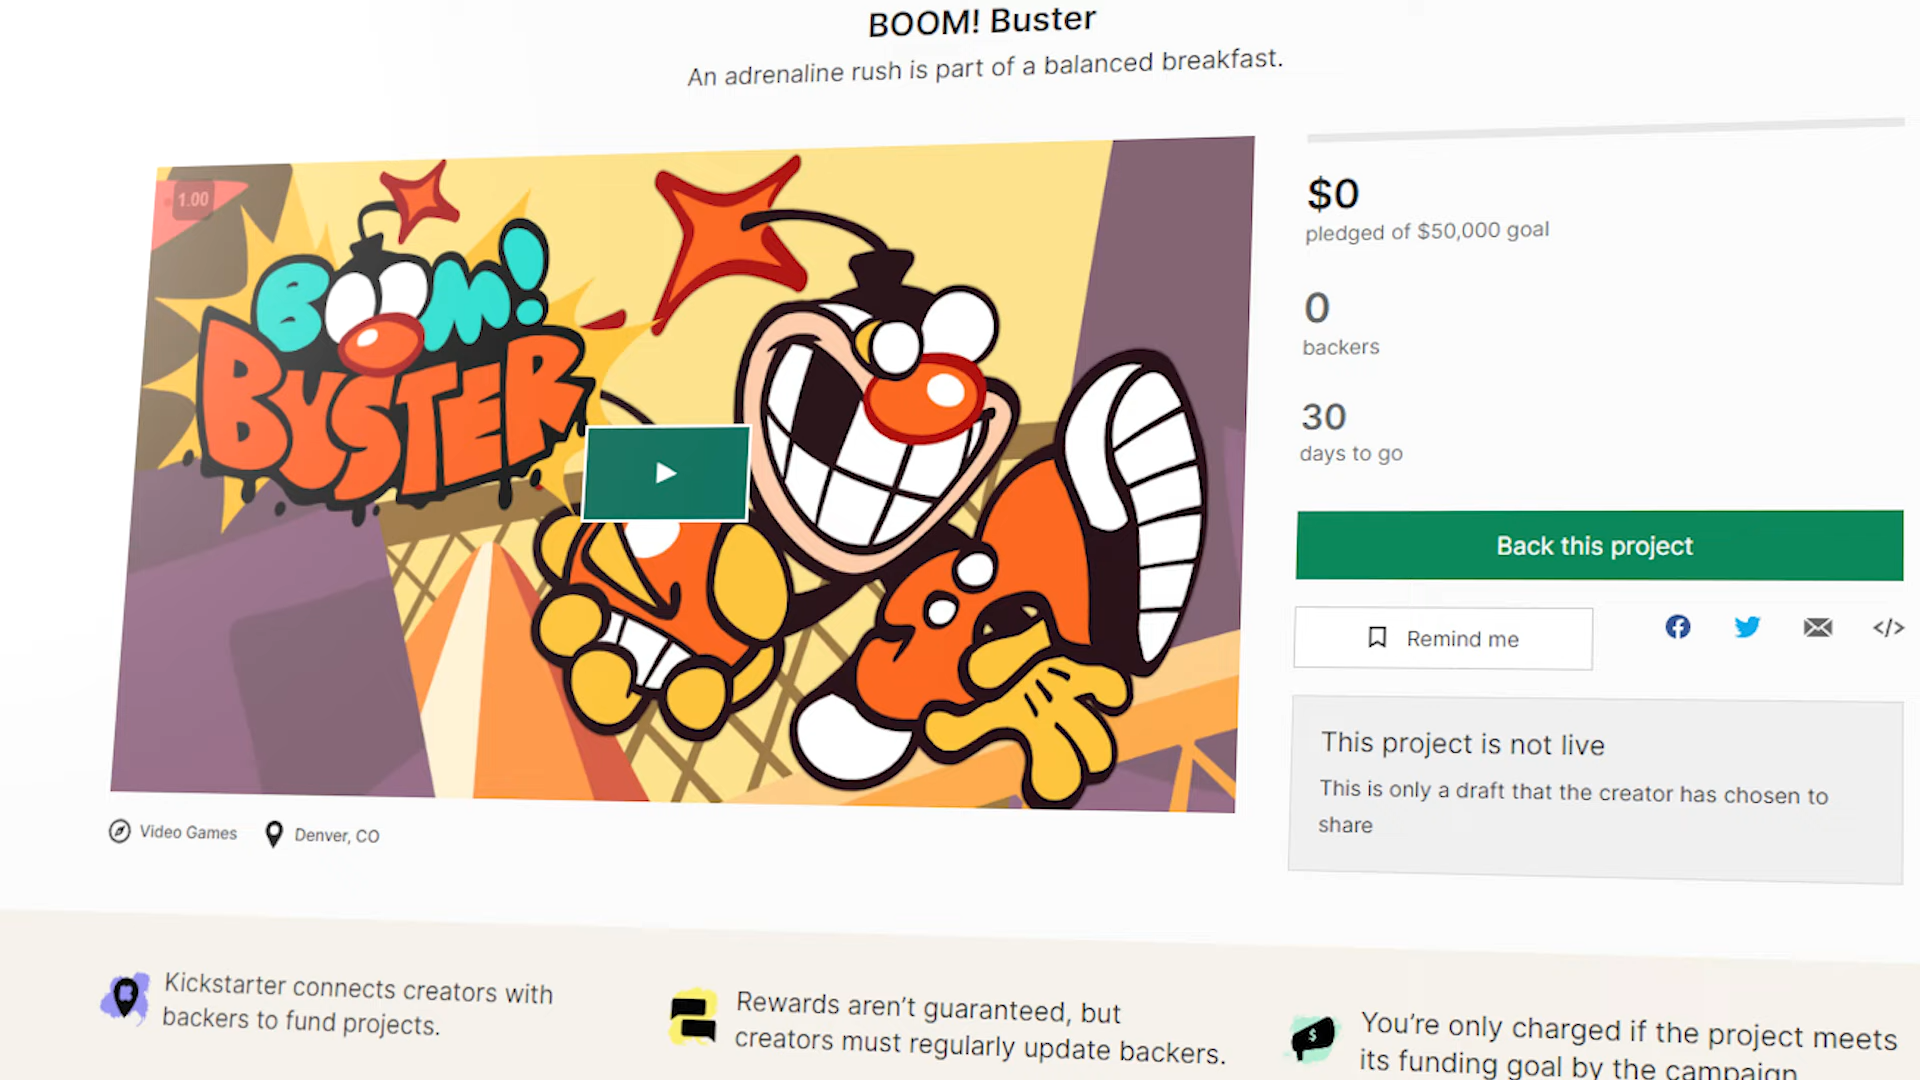 BOOM! Buster
An adrenaline rush is part of a balanced breakfast.
1.00
BOOM!
BUSTER
$0
pledged of $50,000 goal
0
backers
30
days to go
Back this project
Remind me
This project is not live
This is only a draft that the creator has chosen to
share
Video Games
Denver, CO
Kickstarter connects creators with
backers to fund projects.
Rewards aren't guaranteed, but
creators must regularly update backers.
You're only charged if the project meets
its funding goal by the campaign